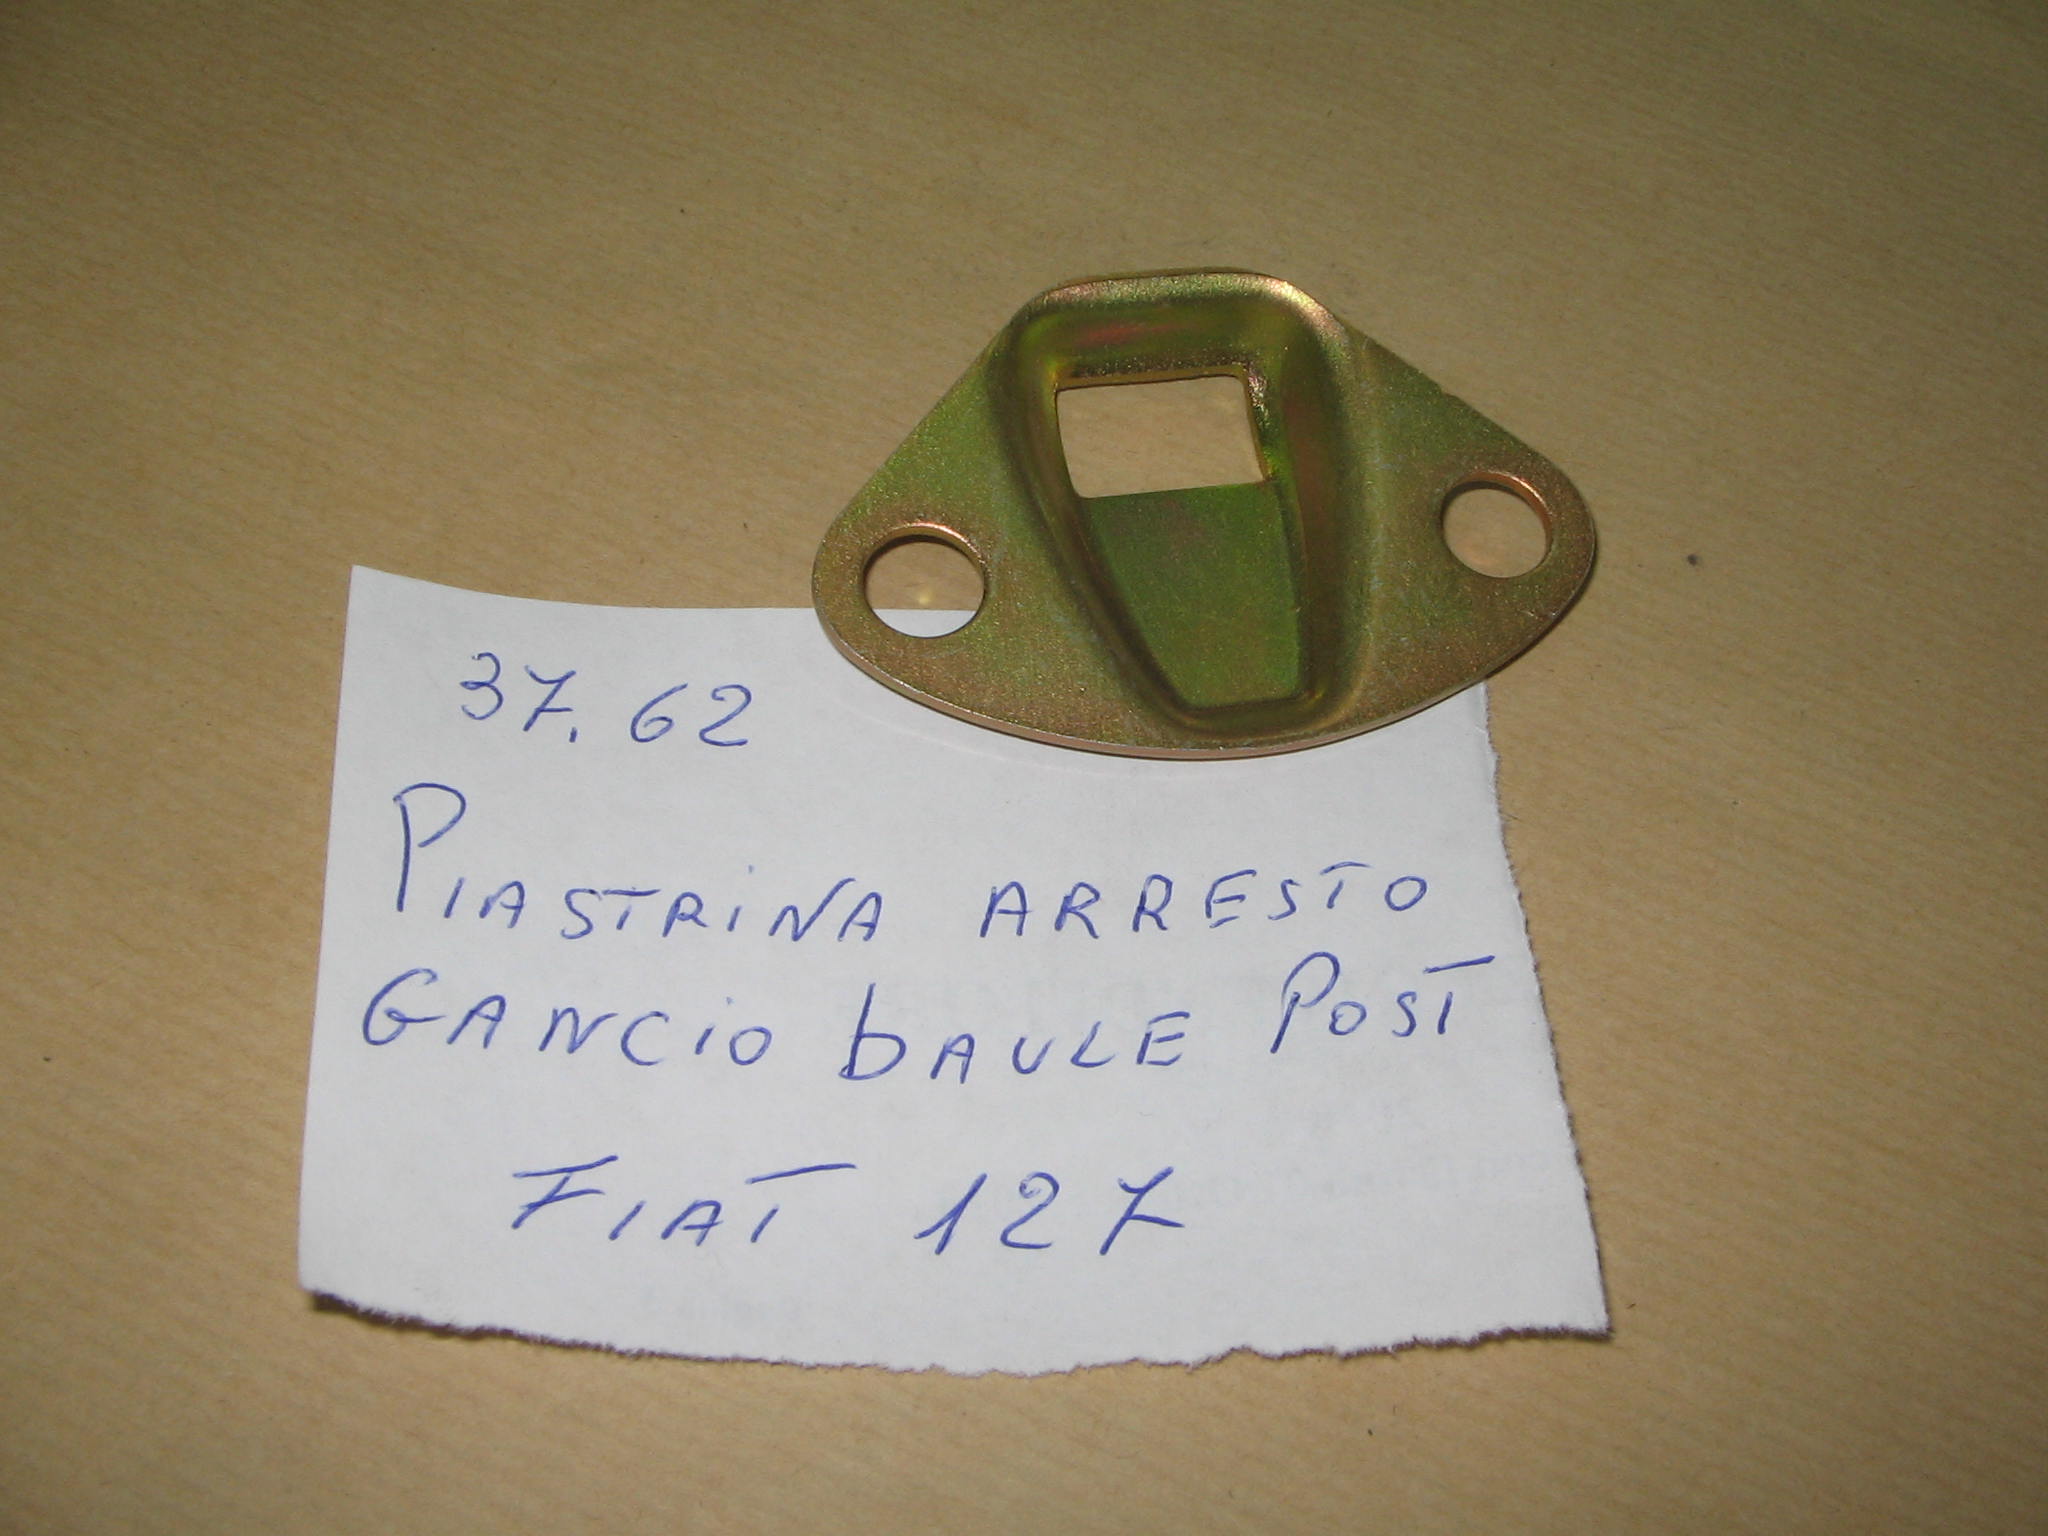 37.62
PIASTRINA ARRESTO
GANCIO bAULE POST
FIAT 127